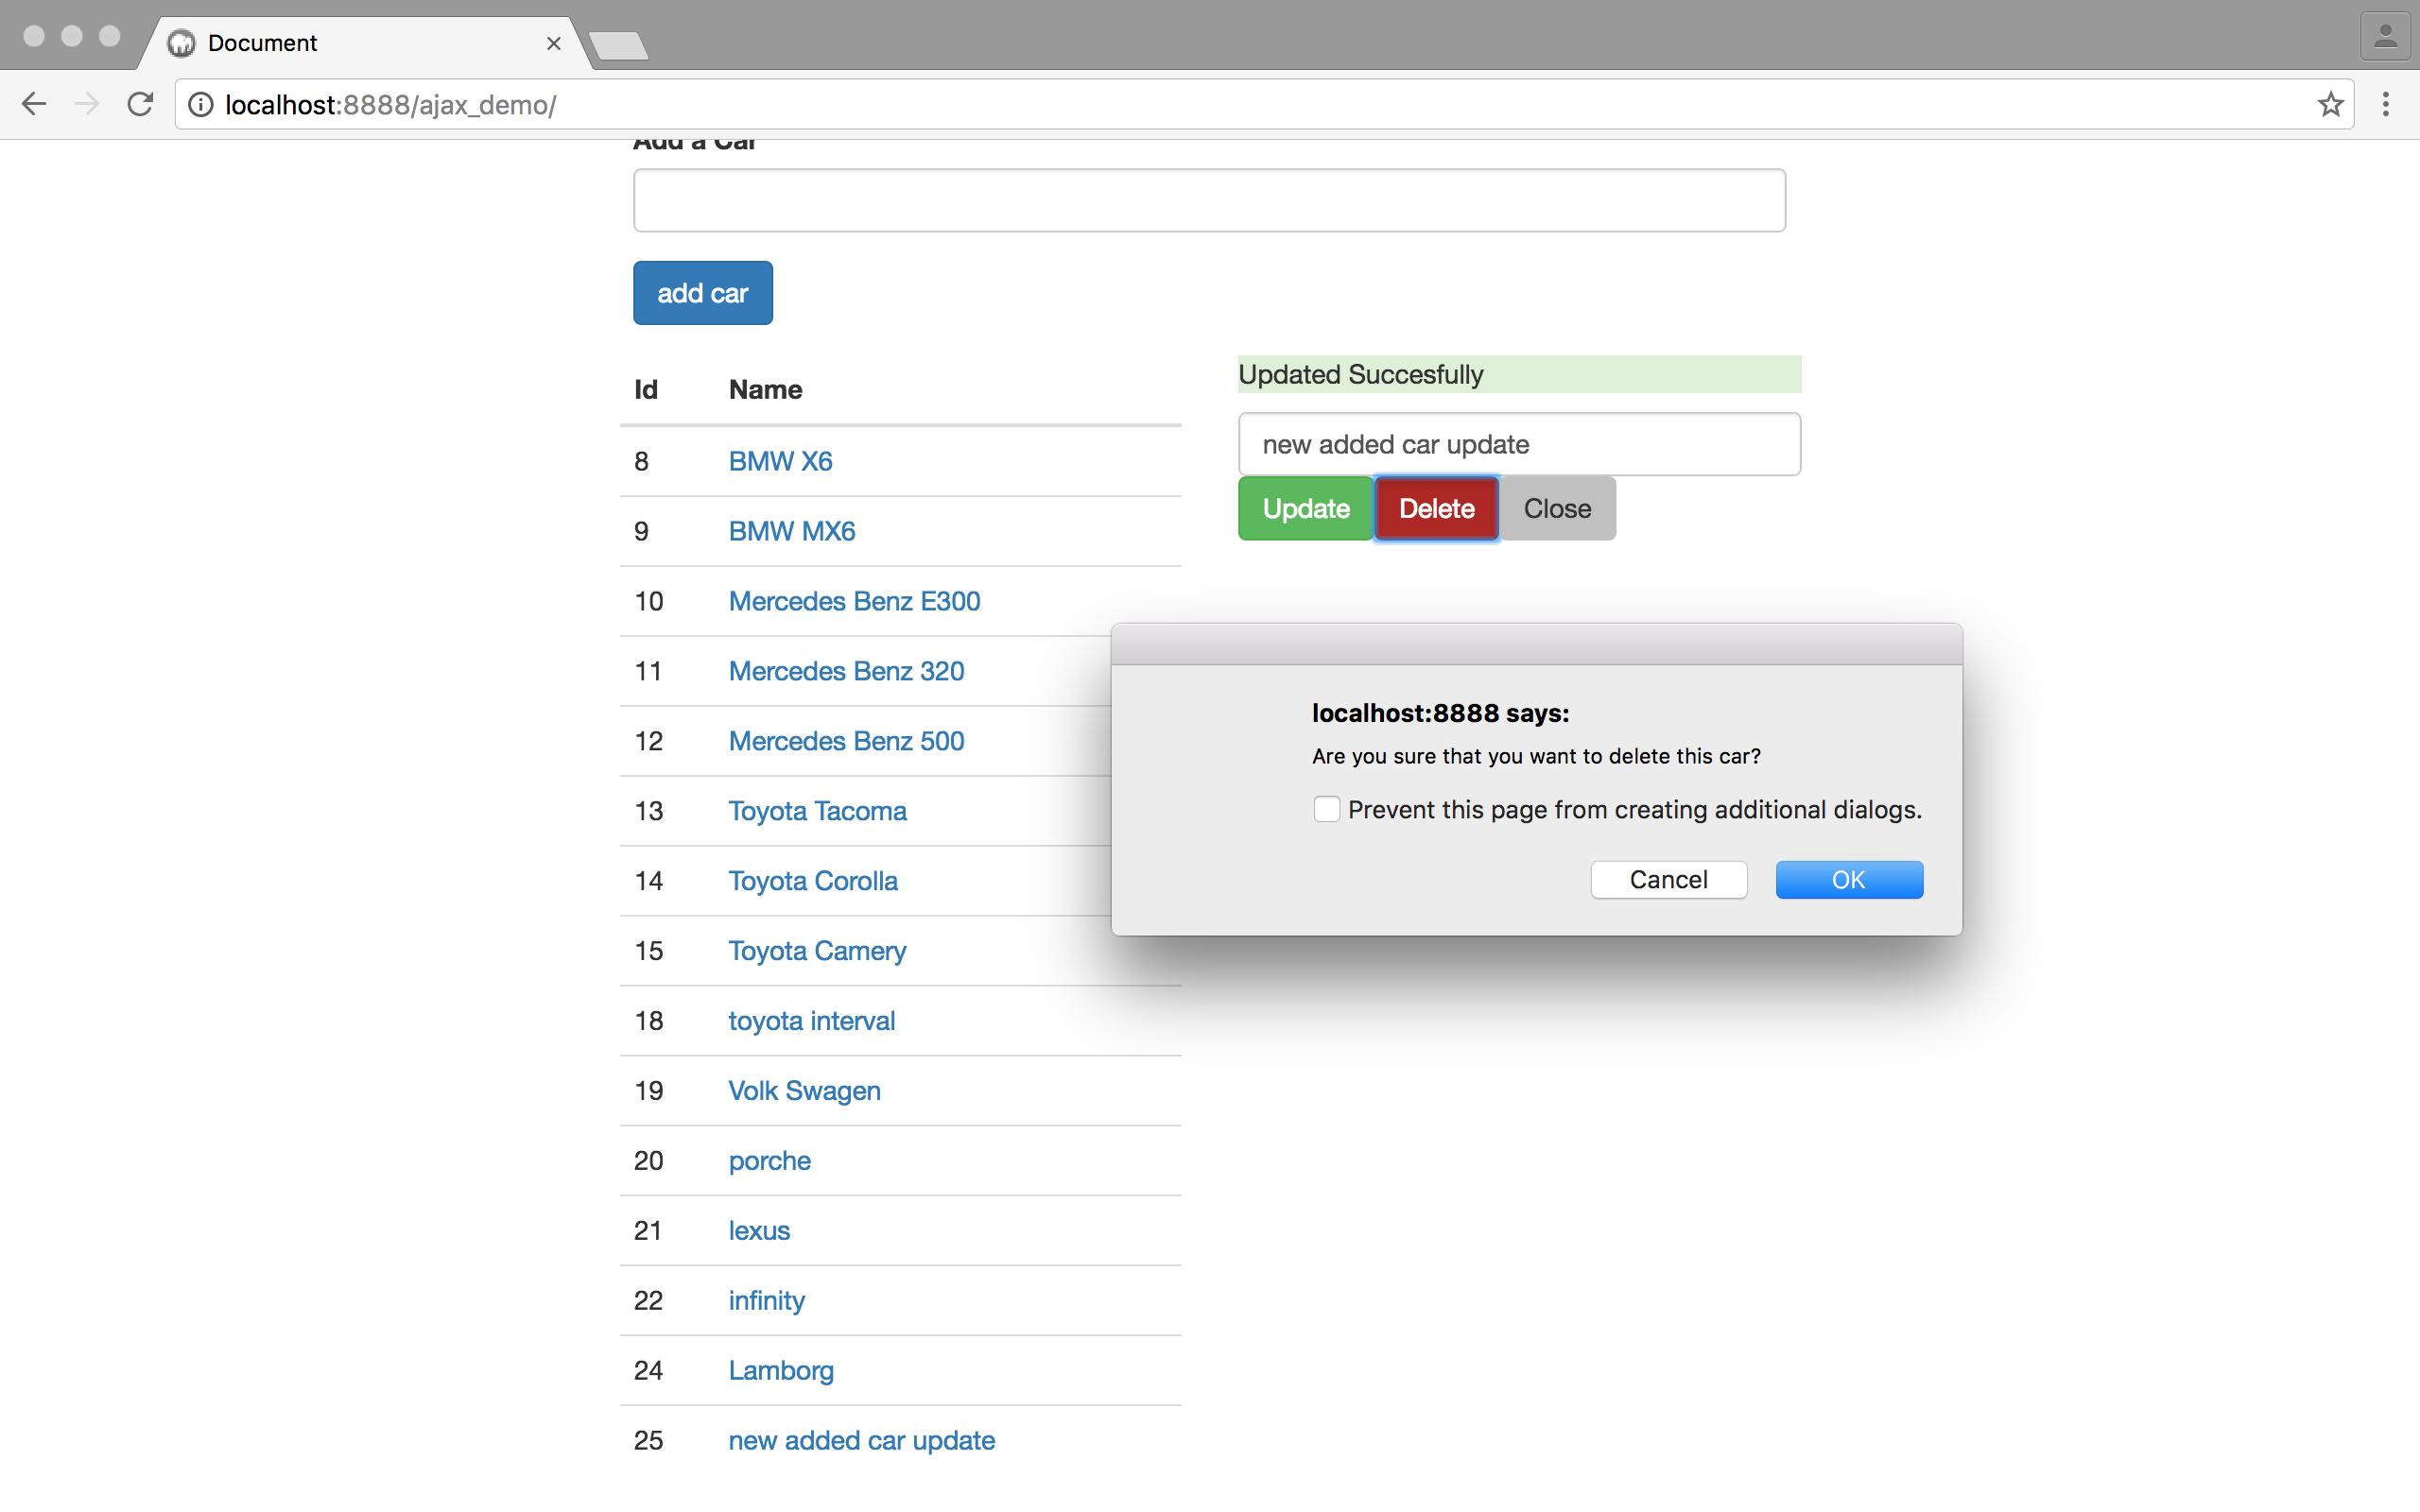 Document
localhost:8888/ajax_demo/
Add a Car
add car
Updated Succesfully
new added car update
Update Delete Close
Id Name
8 BMW X6
9 BMW MX6
10 Mercedes Benz E300
11 Mercedes Benz 320
12 Mercedes Benz 500
13 Toyota Tacoma
14 Toyota Corolla
15 Toyota Camery
18 toyota interval
19 Volk Swagen
20 porche
21 lexus
22 infinity
24 Lamborg
25 new added car update
localhost:8888 says:
Are you sure that you want to delete this car?
Prevent this page from creating additional dialogs.
Cancel OK